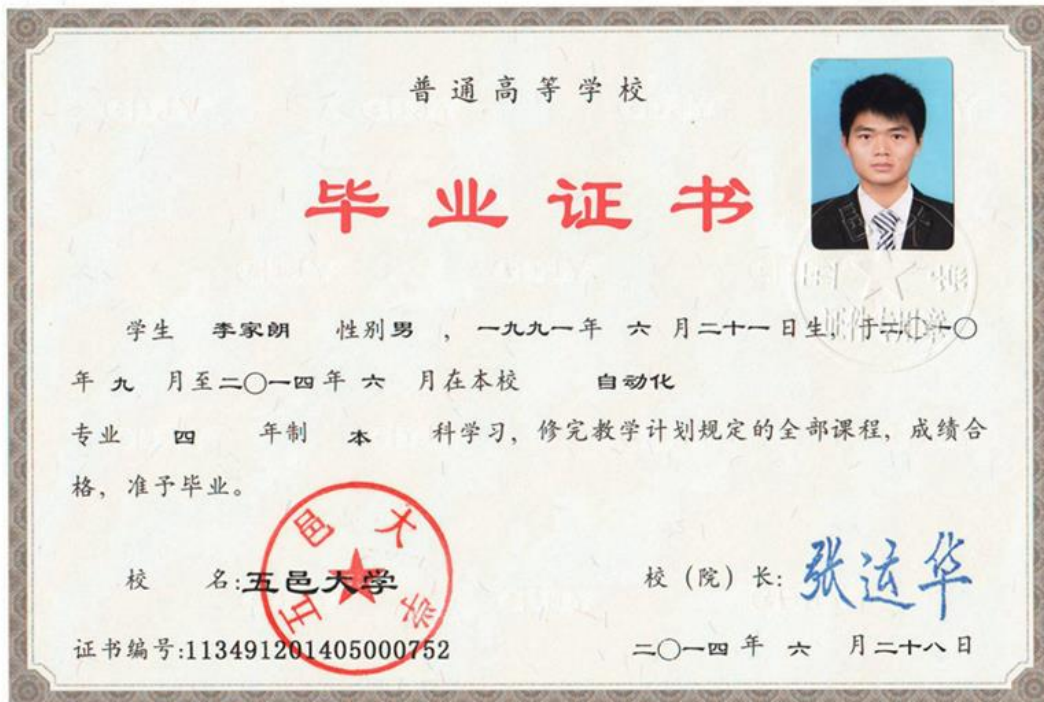 普通高等学校
毕业证书
学生 李家朗 性别男，一九九一年 六 月二十一日生，于二〇一〇
年 九 月至二〇一四年 六 月在本校 自动化
专业 四 年制 本 科学习，修完教学计划规定的全部课程，成绩合
格，准予毕业。
五邑大学
校 名:五邑大学
校（院）长: 张运华
证书编号:113491201405000752
二〇一四年 六 月二十八日